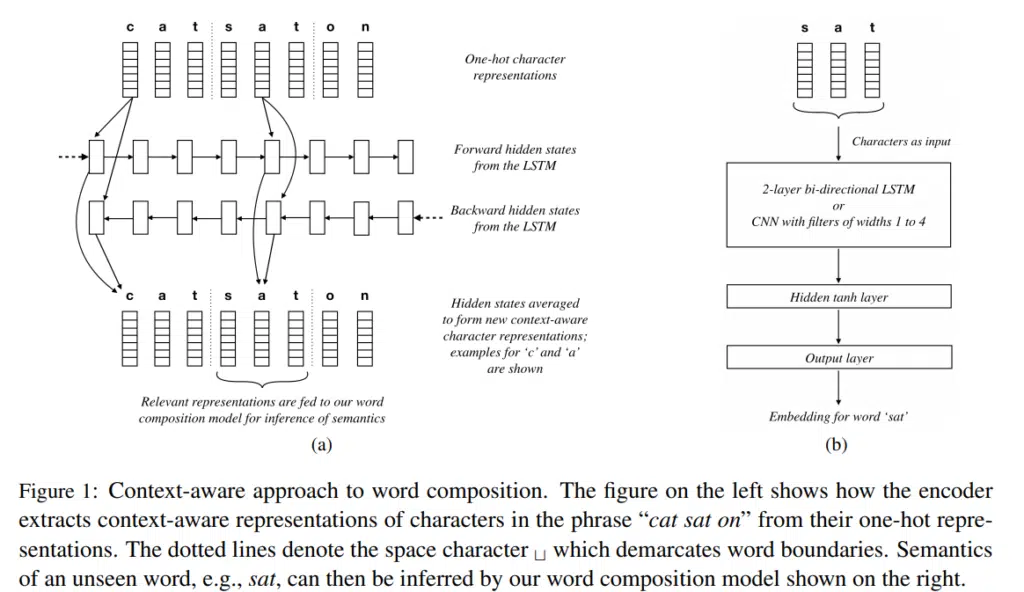 c a t s a t o n
One-hot character
representations
Forward hidden states
from the LSTM
Backward hidden states
from the LSTM
c a t s a t o n
Hidden states averaged
to form new context-aware
character representations;
examples for ‘c’ and ‘a’
are shown
Relevant representations are fed to our word
composition model for inference of semantics
(a)
s a t
Characters as input
2-layer bi-directional LSTM
or
CNN with filters of widths 1 to 4
Hidden tanh layer
Output layer
Embedding for word ‘sat’
(b)
Figure 1: Context-aware approach to word composition. The figure on the left shows how the encoder
extracts context-aware representations of characters in the phrase “cat sat on” from their one-hot repre-
sentations. The dotted lines denote the space character ␣ which demarcates word boundaries. Semantics
of an unseen word, e.g., sat, can then be inferred by our word composition model shown on the right.